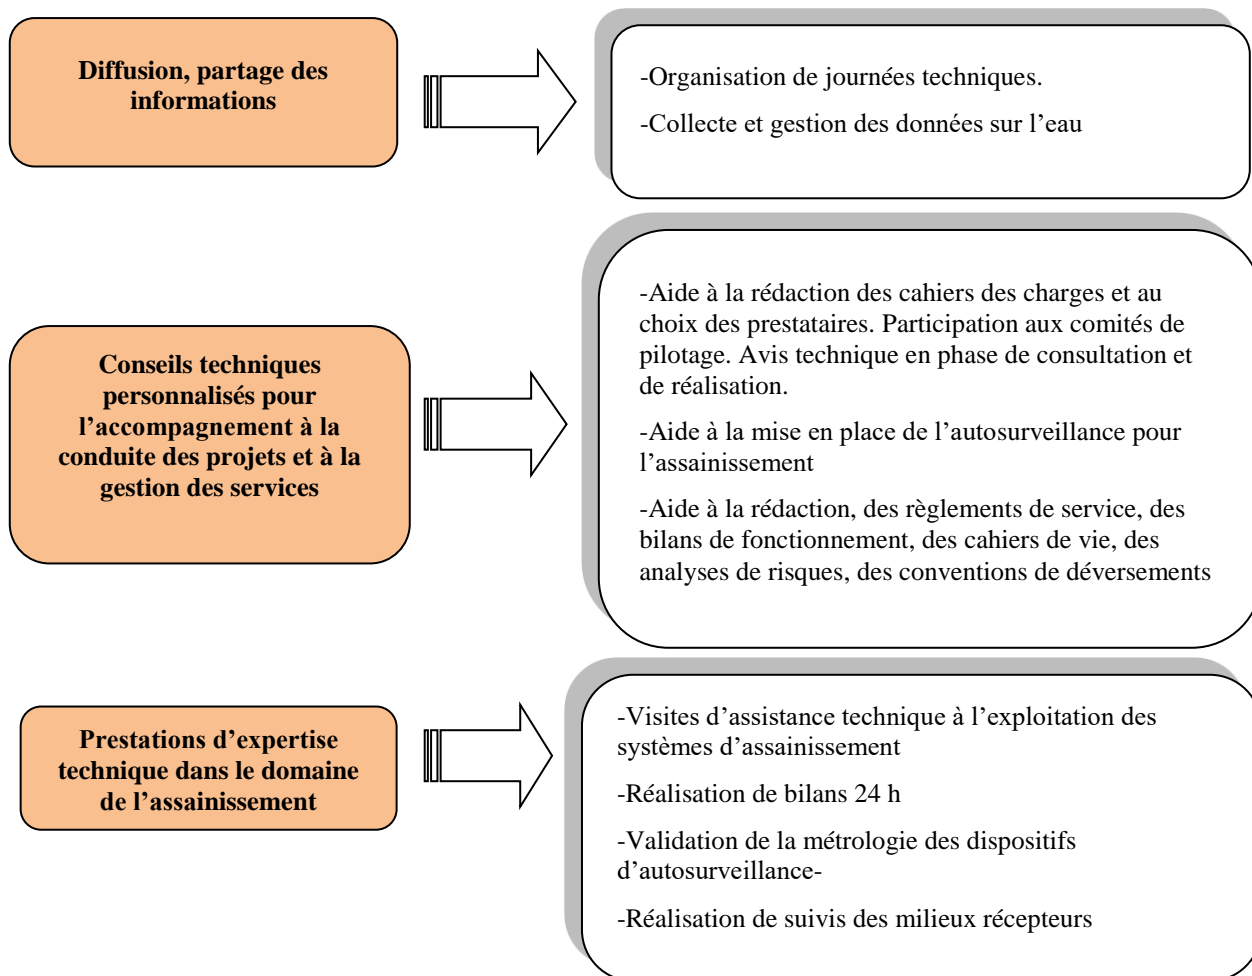 Diffusion, partage des
informations
-Organisation de journées techniques.
-Collecte et gestion des données sur l’eau
Conseils techniques
personnalisés pour
l’accompagnement à la
conduite des projets et à la
gestion des services
-Aide à la rédaction des cahiers des charges et au
choix des prestataires. Participation aux comités de
pilotage. Avis technique en phase de consultation et
de réalisation.
-Aide à la mise en place de l’autosurveillance pour
l’assainissement
-Aide à la rédaction, des règlements de service, des
bilans de fonctionnement, des cahiers de vie, des
analyses de risques, des conventions de déversements
Prestations d’expertise
technique dans le domaine
de l’assainissement
-Visites d’assistance technique à l’exploitation des
systèmes d’assainissement
-Réalisation de bilans 24 h
-Validation de la métrologie des dispositifs
d’autosurveillance-
-Réalisation de suivis des milieux récepteurs